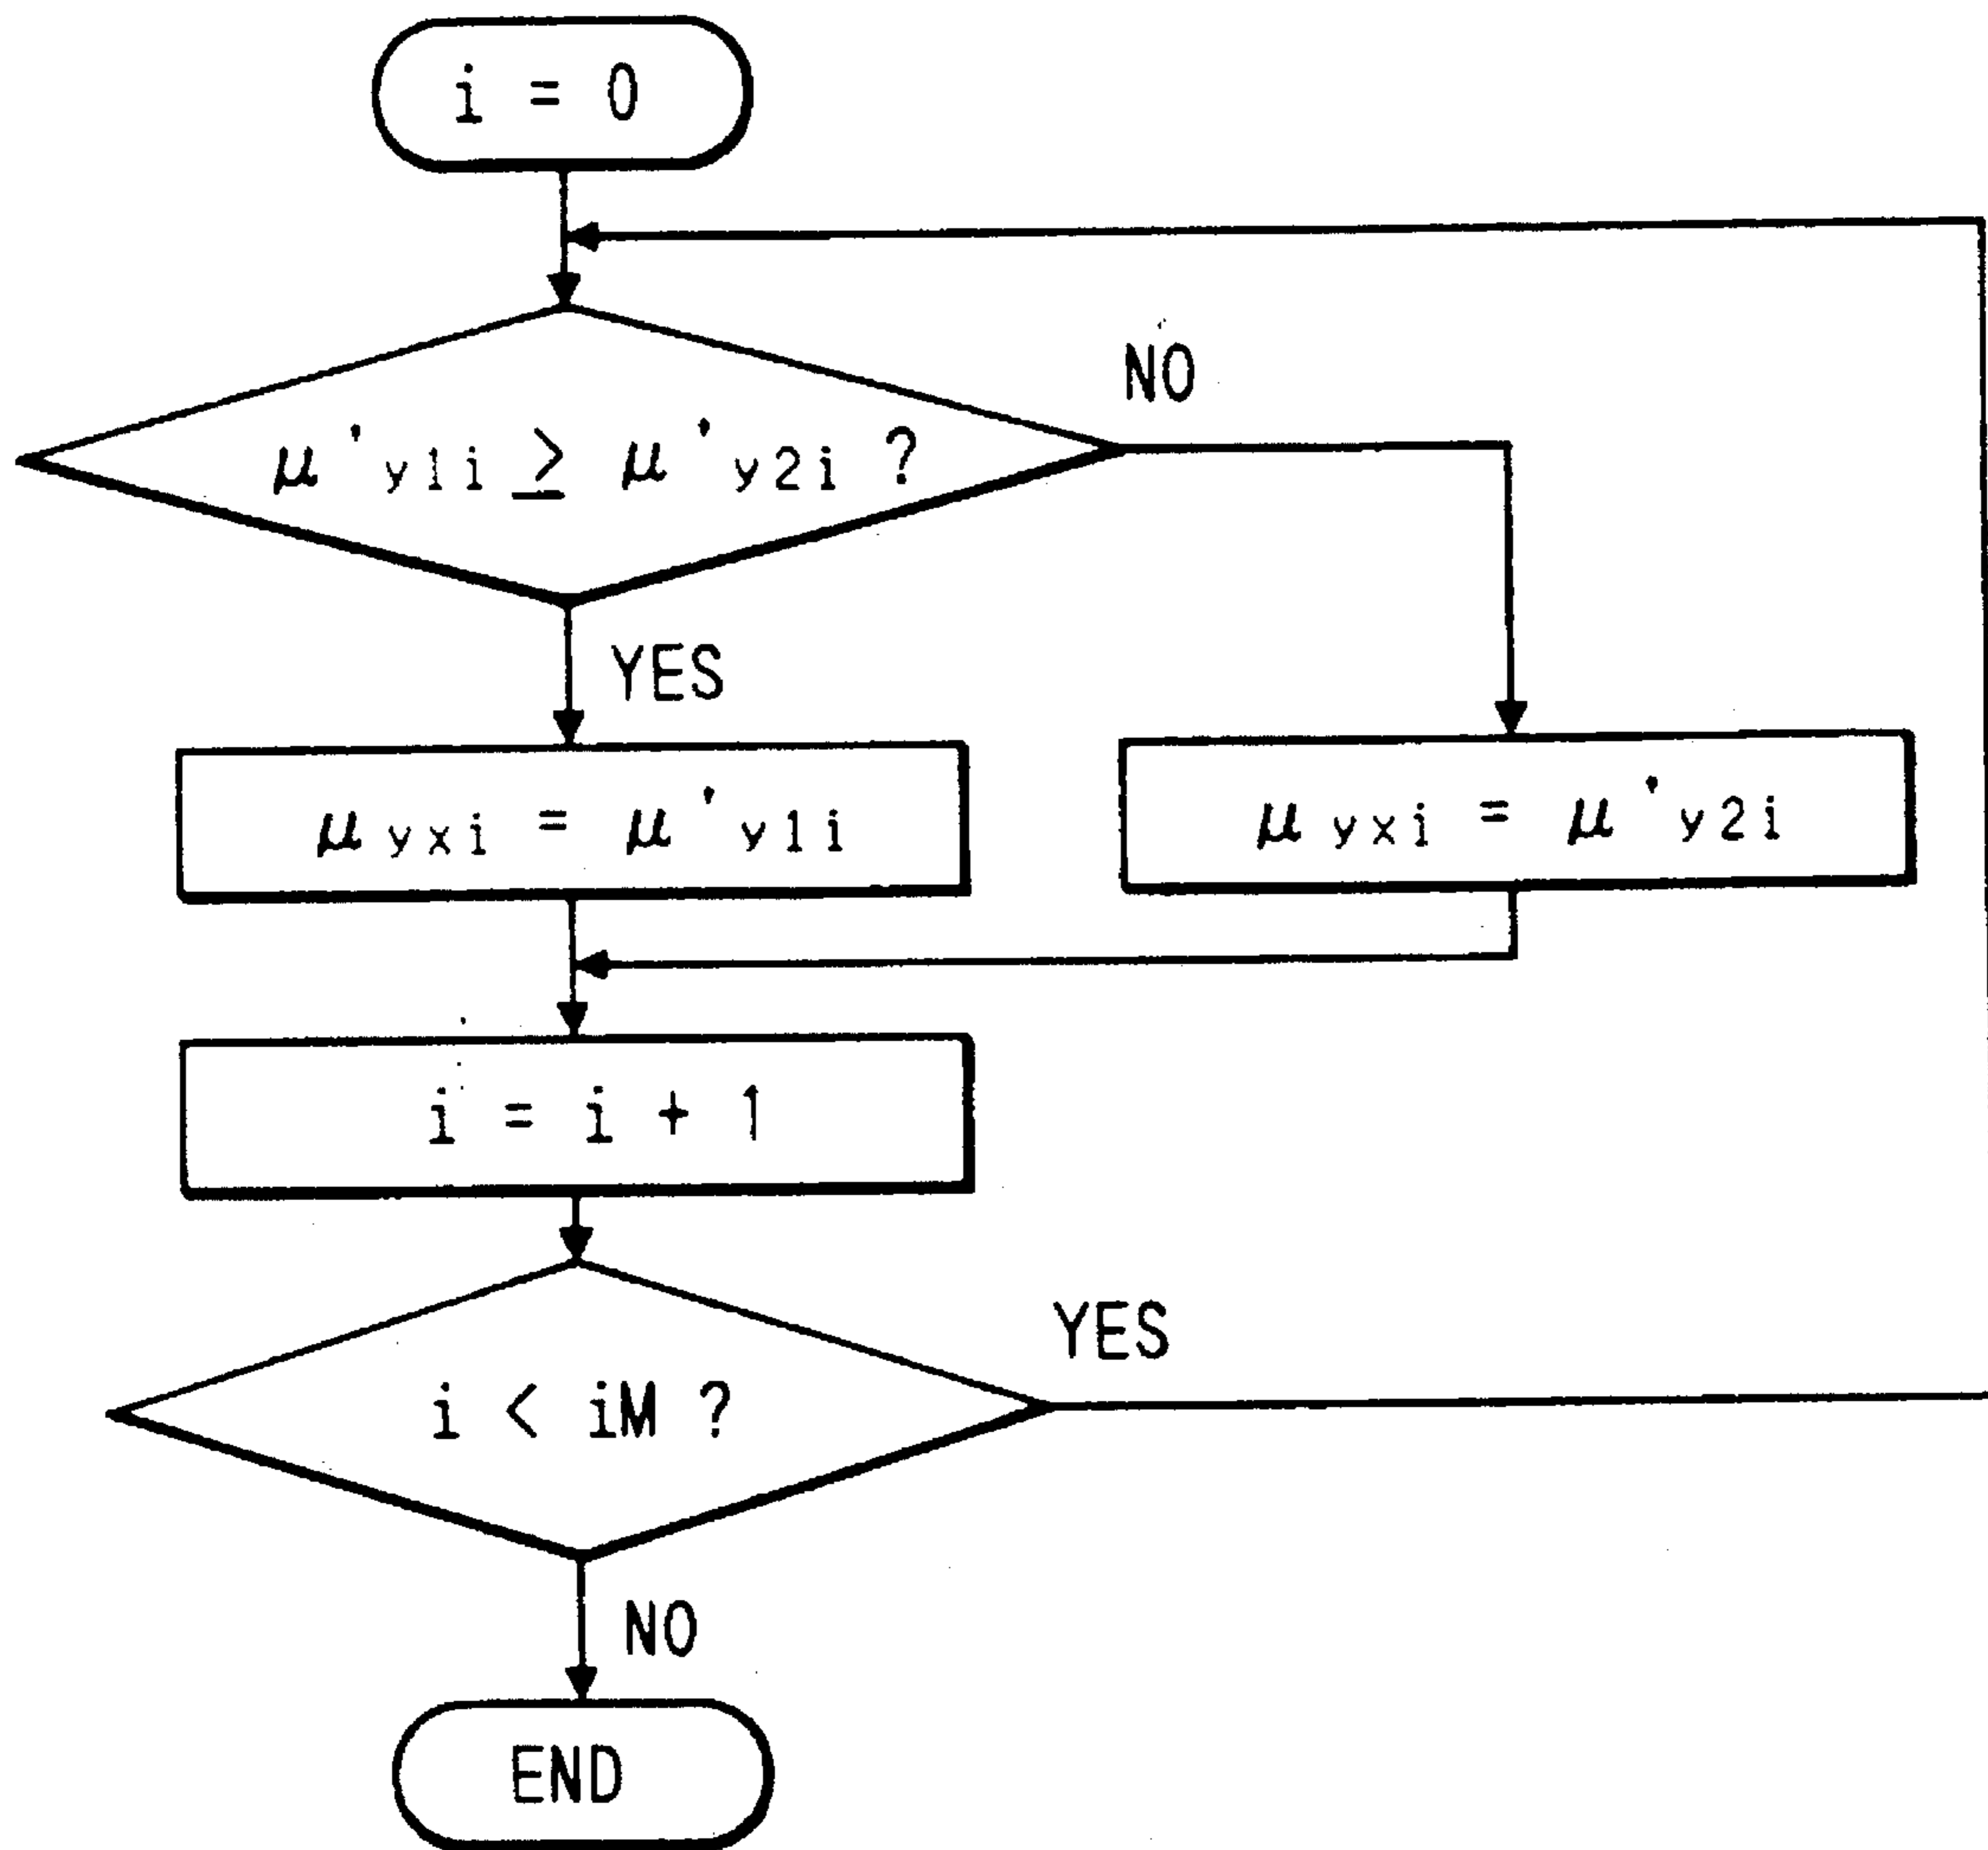 i = 0
μ'y1i ≥ μ'y2i ?
NO
YES
μyxi = μ'y1i
μyxi = μ'y2i
i = i + 1
i < iM ?
YES
NO
END